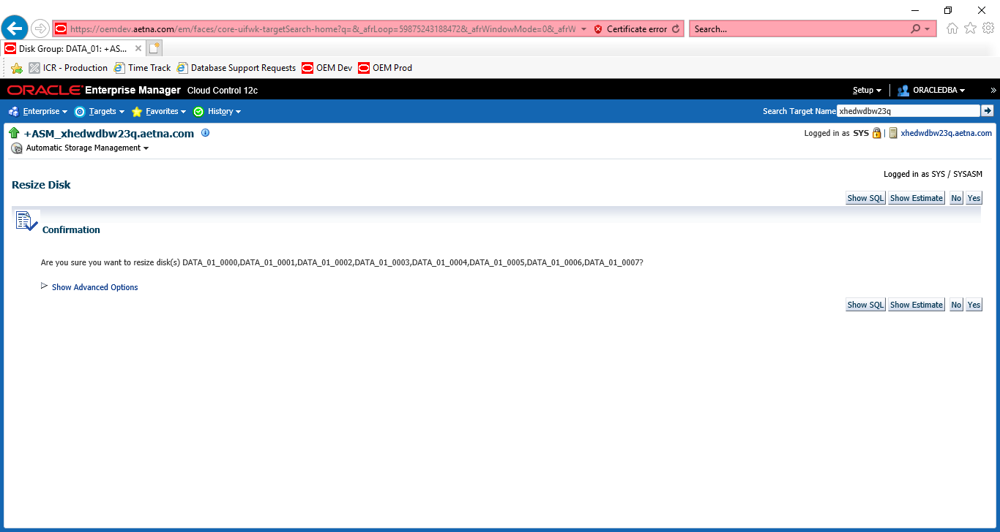 https://oemdev.aetna.com/em/faces/core-uifwk-targetSearch-home?q=&_afrLoop=59875243188472&_afrWindowMode=0&_afrW Certificate error Search...
Disk Group: DATA_01: +AS...
ICR - Production Time Track Database Support Requests OEM Dev OEM Prod
ORACLE Enterprise Manager Cloud Control 12c Setup ORACLEDBA »
Enterprise Targets Favorites History Search Target Name xhedwdbw23q
+ASM_xhedwdbw23q.aetna.com Logged in as SYS | xhedwdbw23q.aetna.com
Automatic Storage Management
Logged in as SYS / SYSASM
Resize Disk
Show SQL Show Estimate No Yes
Confirmation
Are you sure you want to resize disk(s) DATA_01_0000,DATA_01_0001,DATA_01_0002,DATA_01_0003,DATA_01_0004,DATA_01_0005,DATA_01_0006,DATA_01_0007?
Show Advanced Options
Show SQL Show Estimate No Yes